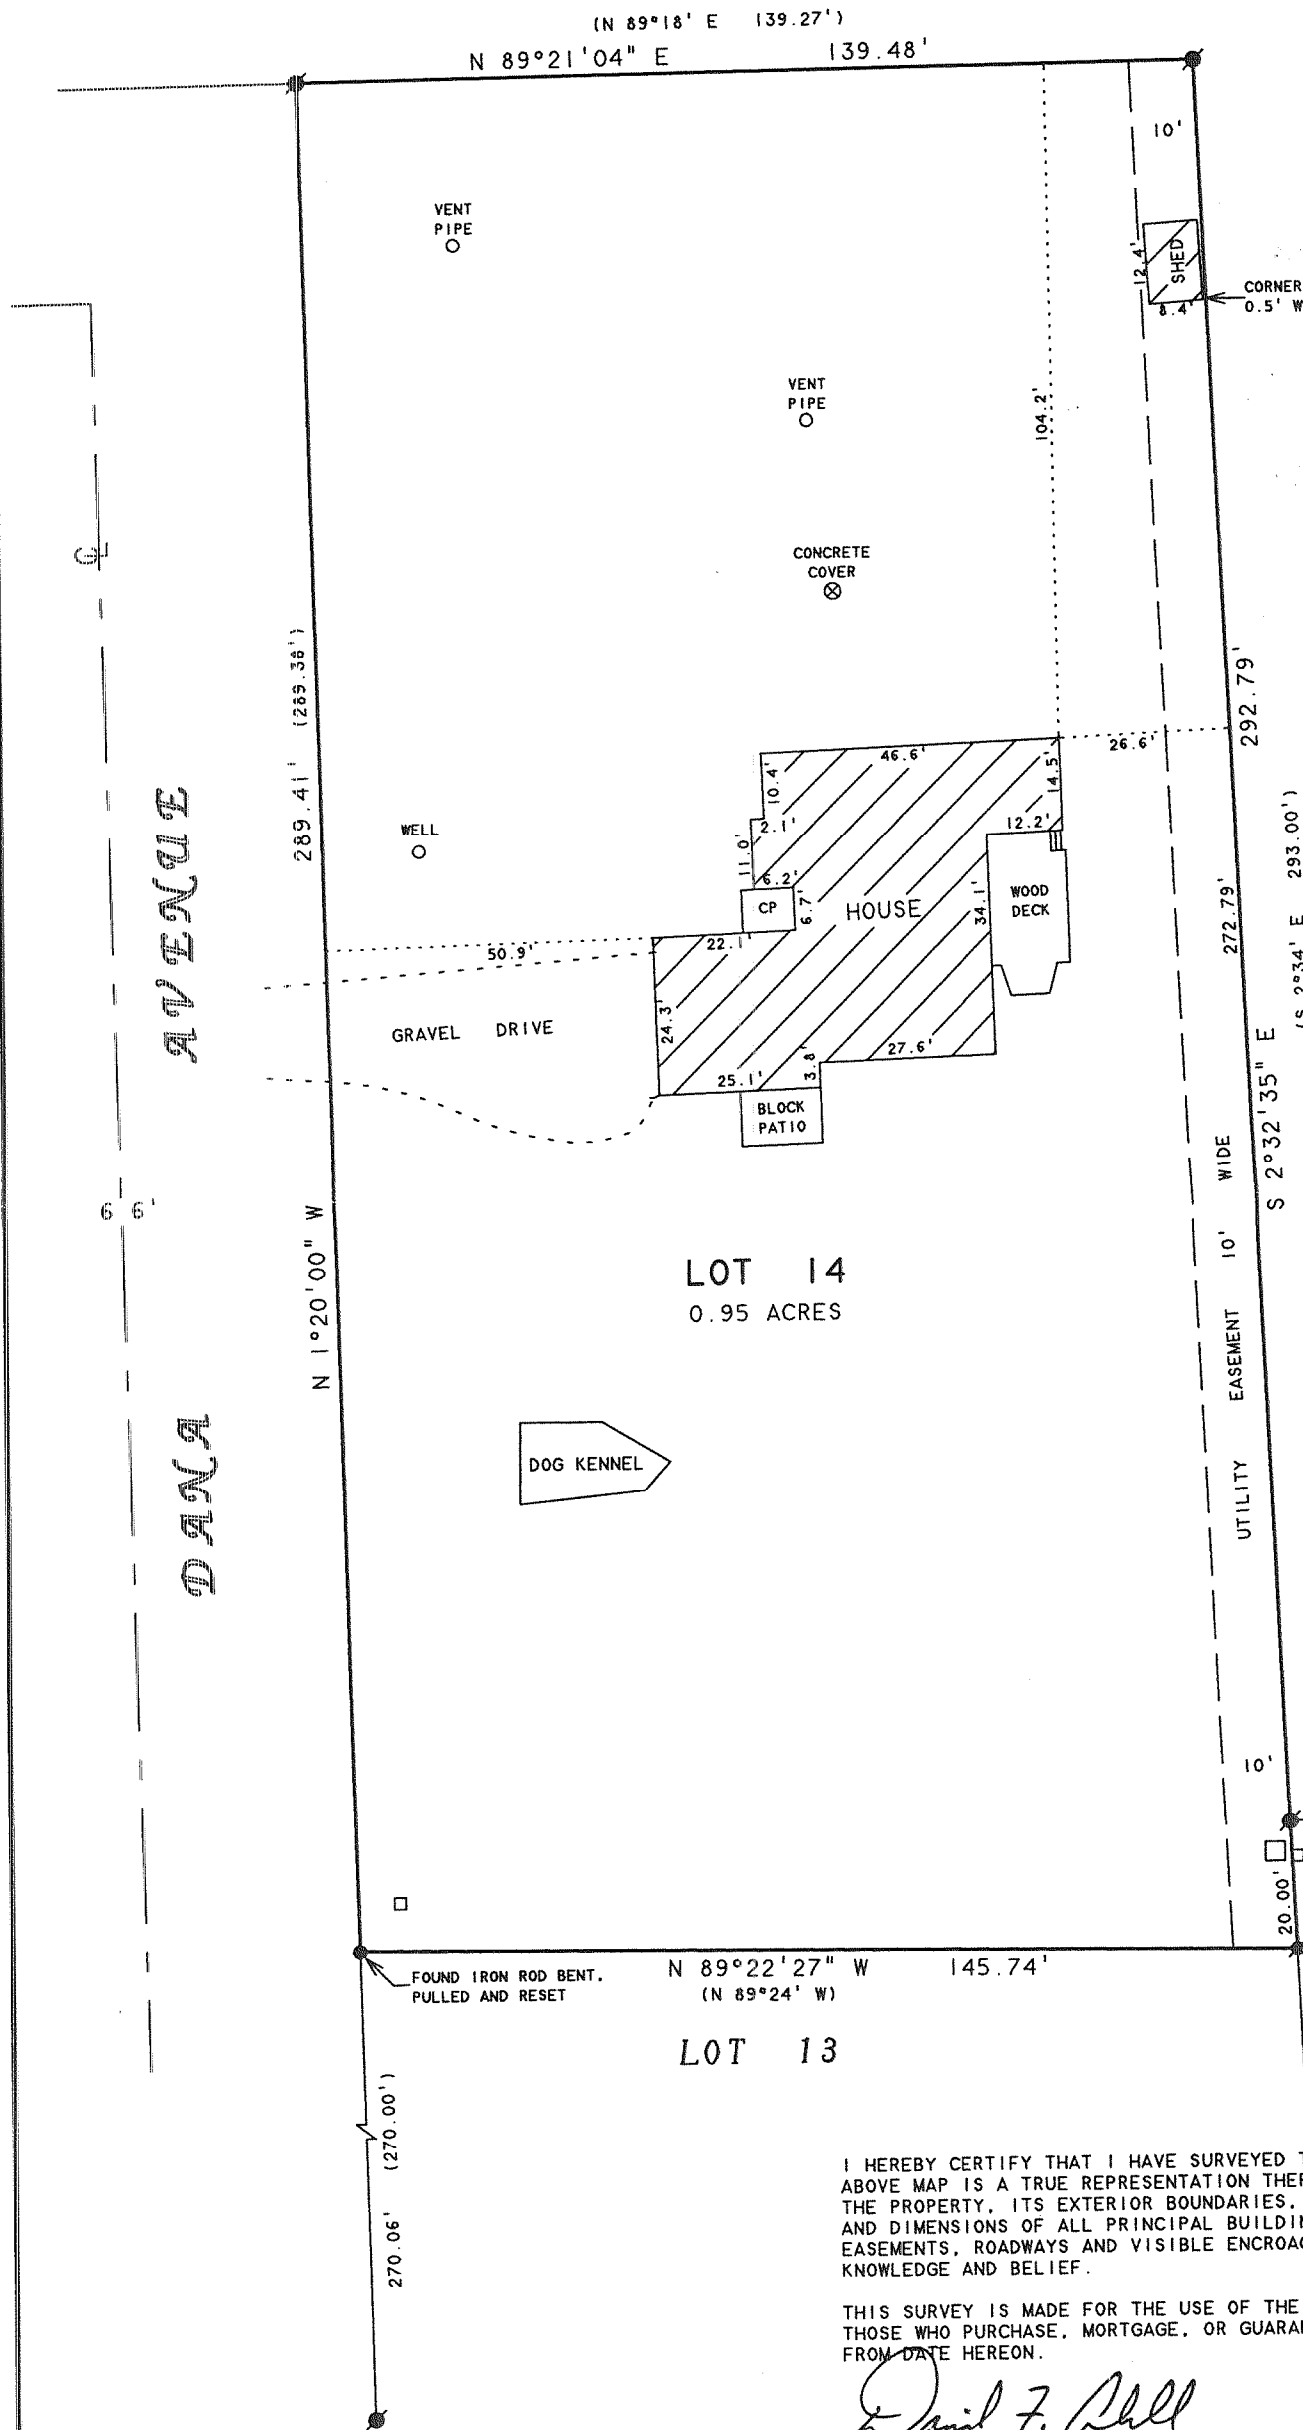 (N 89°18' E 139.27')
N 89°21'04" E 139.48'
10'
VENT
PIPE
12.4'
SHED
8.4'
CORNER
0.5' W
VENT
PIPE
104.2'
CONCRETE
COVER
℄
289.41' (289.38')
292.79'
46.6'
26.6'
10.4'
14.5'
2.1'
12.2'
WELL
11.0'
6.2'
CP
6.7'
HOUSE
34.1'
WOOD
DECK
272.79'
(S 2°34' E 293.00')
22.1'
50.9'
24.3'
GRAVEL DRIVE
27.6'
3.8'
25.1'
BLOCK
PATIO
S 2°32'35" E
66'
DANA AVENUE
N 1°20'00" W
LOT 14
0.95 ACRES
UTILITY EASEMENT 10' WIDE
DOG KENNEL
10'
20.00'
FOUND IRON ROD BENT.
PULLED AND RESET
N 89°22'27" W 145.74'
(N 89°24' W)
LOT 13
270.06' (270.00')
I HEREBY CERTIFY THAT I HAVE SURVEYED
ABOVE MAP IS A TRUE REPRESENTATION
THE PROPERTY, ITS EXTERIOR BOUNDARIES,
AND DIMENSIONS OF ALL PRINCIPAL
EASEMENTS, ROADWAYS AND VISIBLE
KNOWLEDGE AND BELIEF.
THIS SURVEY IS MADE FOR THE USE OF THE
THOSE WHO PURCHASE, MORTGAGE, OR
FROM DATE HEREON.